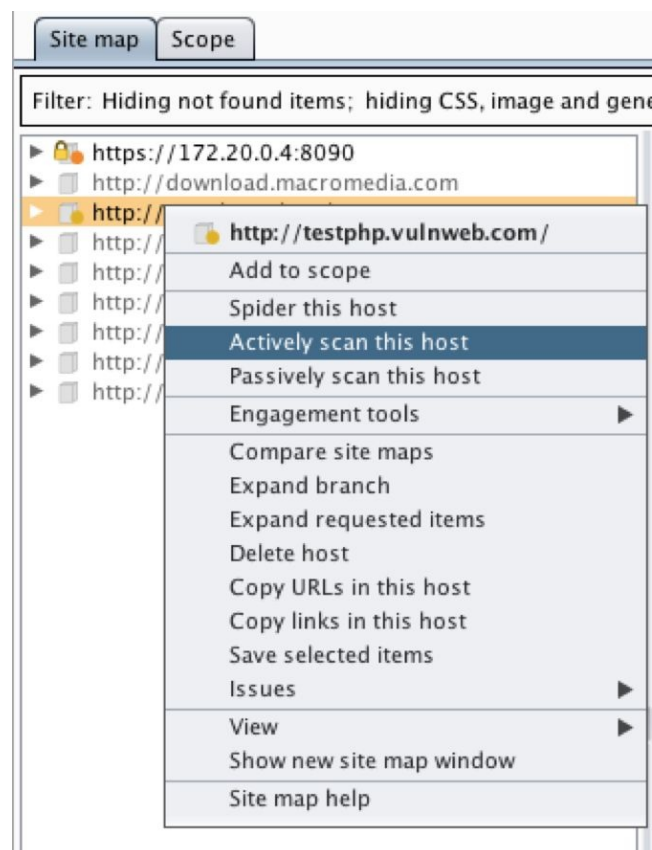 Site map
Scope
Filter: Hiding not found items; hiding CSS, image and gene
https://172.20.0.4:8090
http://download.macromedia.com
http://
http://
http://
http://
http://
http://
http://
http://testphp.vulnweb.com/
Add to scope
Spider this host
Actively scan this host
Passively scan this host
Engagement tools
Compare site maps
Expand branch
Expand requested items
Delete host
Copy URLs in this host
Copy links in this host
Save selected items
Issues
View
Show new site map window
Site map help